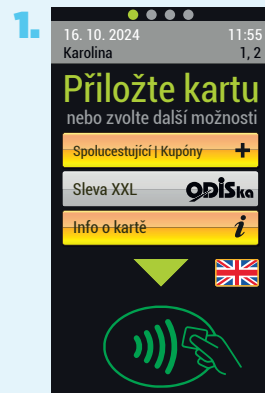 1.
16. 10. 2024 11:55
Karolina 1, 2
Přiložte kartu
nebo zvolte další možnosti
Spolucestující | Kupóny +
Sleva XXL ODISka
Info o kartě i